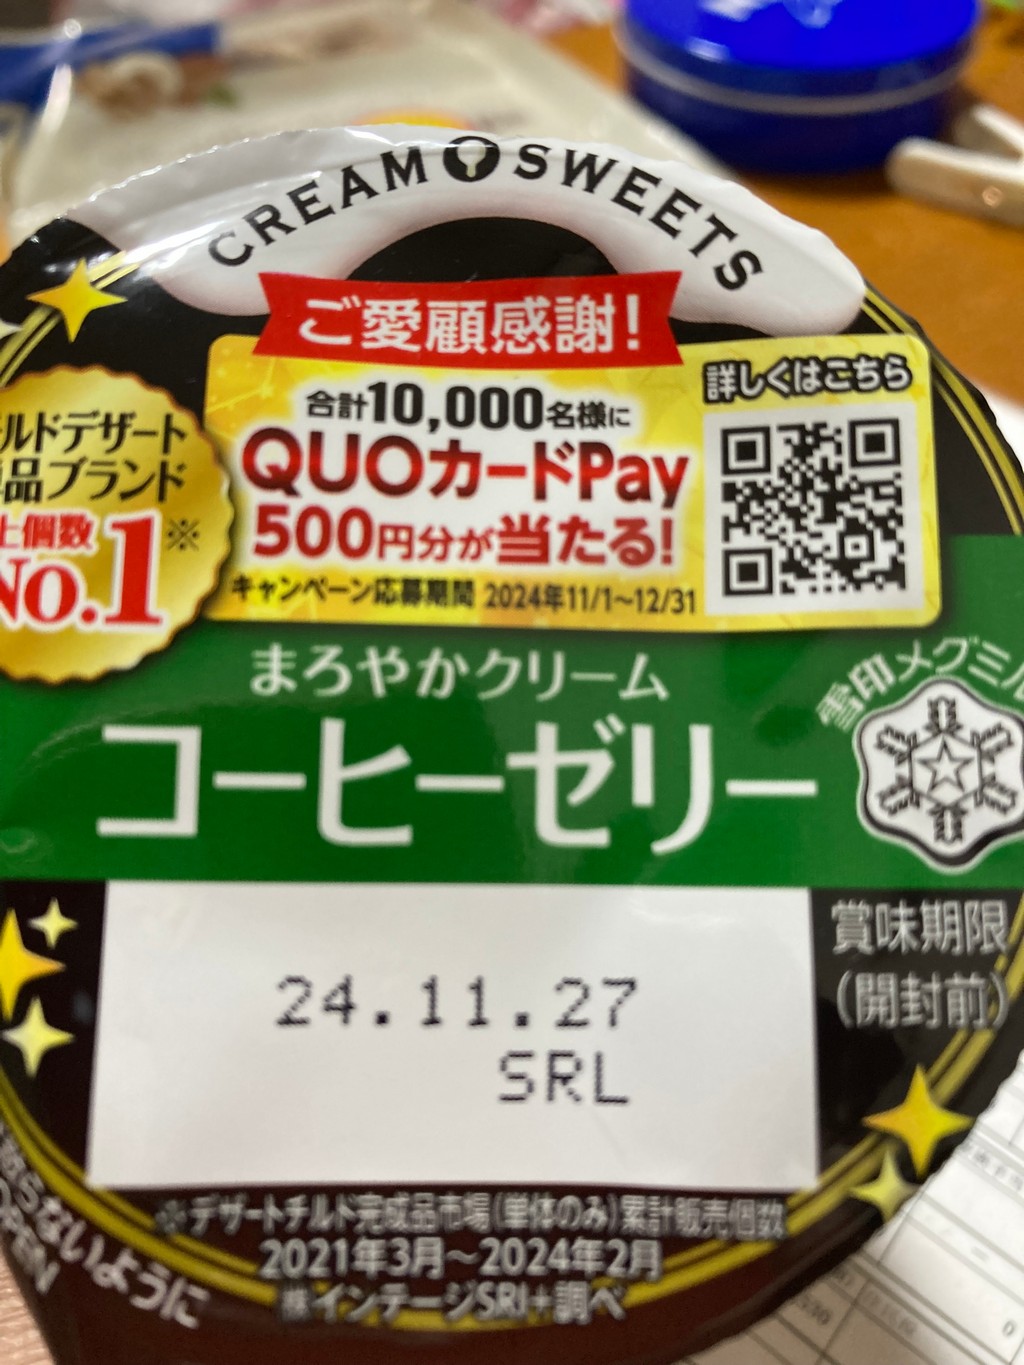 CREAM SWEETS
ご愛顧感謝!
合計10,000名様に
QUOカードPay
500円分が当たる!
キャンペーン応募期間 2024年11/1~12/31
詳しくはこちら
ルドデザート
品ブランド
上個数
No.1※
まろやかクリーム
コーヒーゼリー
雪印メグミル
賞味期限
(開封前)
24.11.27
SRL
※デザートチルド完成品市場(単体のみ)累計販売個数
2021年3月~2024年2月
㈱インテージSRI+調べ
らないように
OPEN